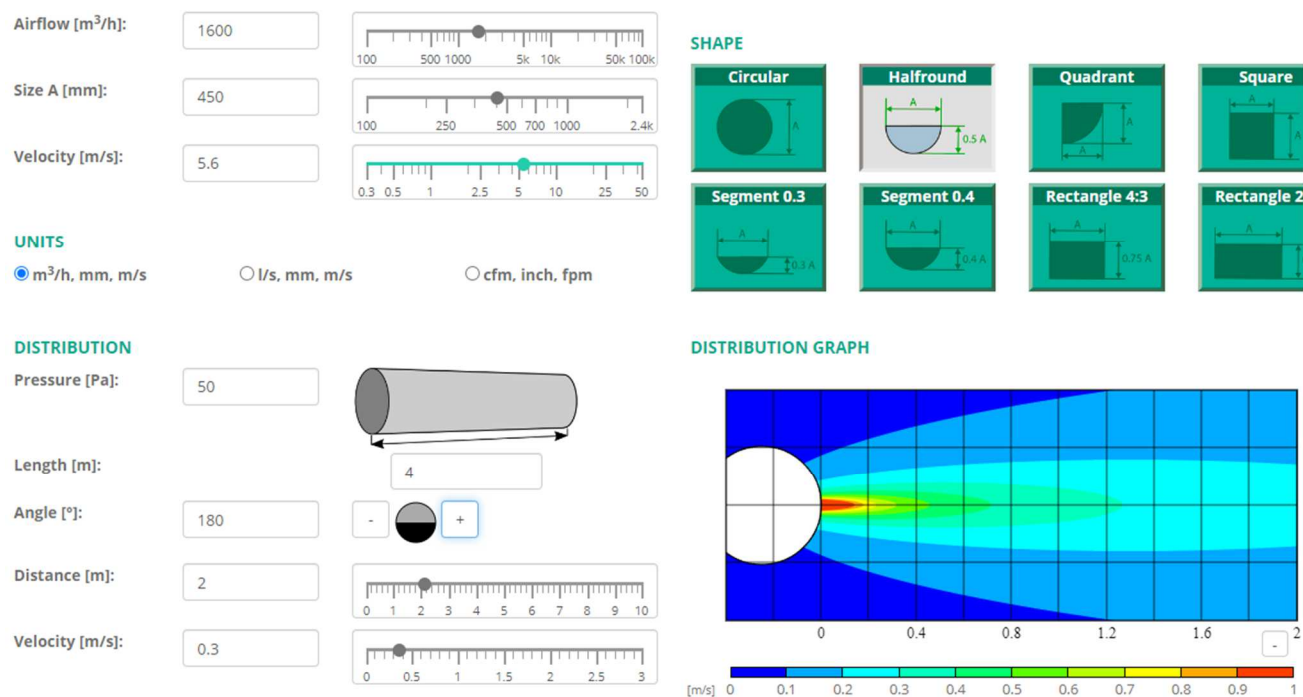 Airflow [m³/h]:
1600
100 500 1000 5k 10k 50k 100k
Size A [mm]:
450
100 250 500 700 1000 2.4k
Velocity [m/s]:
5.6
0.3 0.5 1 2.5 5 10 25 50
UNITS
m³/h, mm, m/s l/s, mm, m/s cfm, inch, fpm
SHAPE
Circular Halfround Quadrant Square
A A A A
0.5 A A A
Segment 0.3 Segment 0.4 Rectangle 4:3 Rectangle 2
A A A A
0.3 A 0.4 A 0.75 A
DISTRIBUTION
Pressure [Pa]:
50
Length [m]:
4
Angle [°]:
180 - +
Distance [m]:
2
0 1 2 3 4 5 6 7 8 9 10
Velocity [m/s]:
0.3
0 0.5 1 1.5 2 2.5 3
DISTRIBUTION GRAPH
0 0.4 0.8 1.2 1.6 2
-
[m/s] 0 0.1 0.2 0.3 0.4 0.5 0.6 0.7 0.8 0.9 1